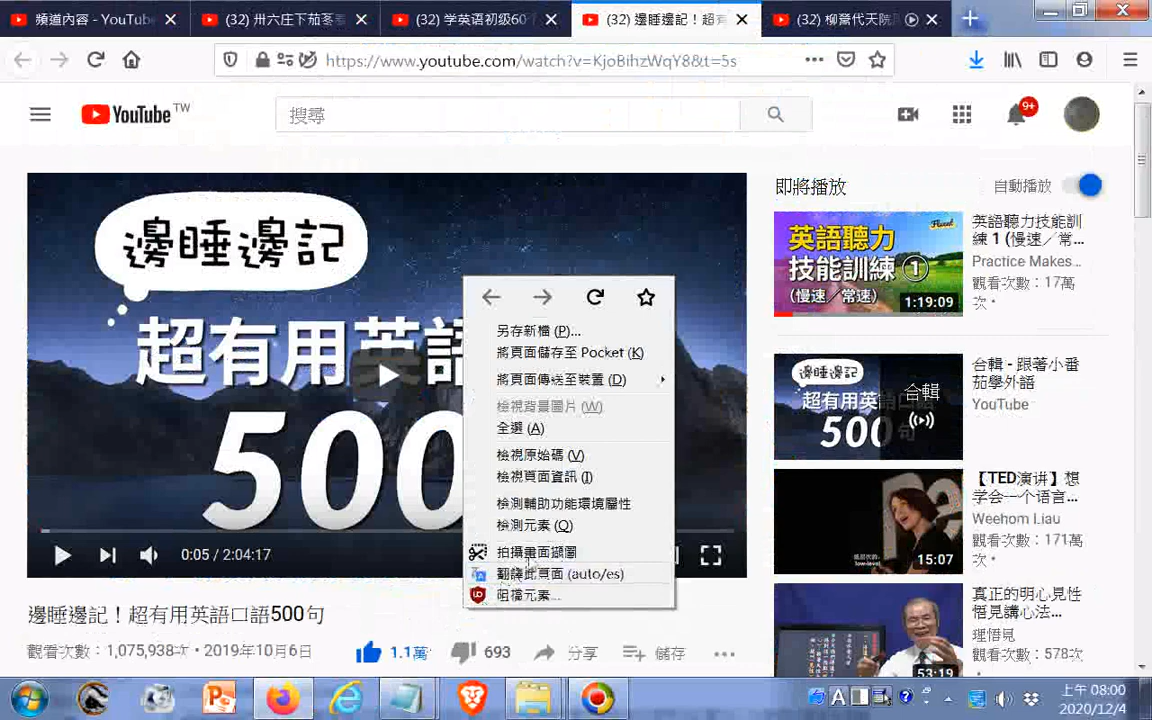 頻道內容 - YouTu
(32) 卅六庄下茄苳
(32) 学英语初级60
(32) 邊睡邊記！超有
(32) 柳營代天院
https://www.youtube.com/watch?v=KjoBihzWqY8&t=5s
YouTube TW
搜尋
9+
邊睡邊記
超有用英語
500
另存新檔 (P)...
將頁面儲存至 Pocket (K)
將頁面傳送至裝置 (D)
檢視背景圖片 (W)
全選 (A)
檢視原始碼 (V)
檢視頁面資訊 (I)
檢測輔助功能環境屬性
檢測元素 (Q)
拍攝畫面擷圖
翻譯此頁面 (auto/es)
阻擋元素...
0:05 / 2:04:17
邊睡邊記！超有用英語口語500句
觀看次數：1,075,938次 • 2019年10月6日
1.1萬
693
分享
儲存
即將播放
自動播放
英語聽力
技能訓練 1
(慢速／常速)
Fluent
1:19:09
英語聽力技能訓
練 1 (慢速／常...
Practice Makes...
觀看次數：17萬
次 •
邊睡邊記
超有用英語口語
500句
合輯
合輯 - 跟著小番
茄學外語
YouTube
15:07
【TED演讲】想
学会一个语言...
Weehom Liau
觀看次數：171萬
次 •
53:19
真正的明心見性
悟見講心法...
理悟見
觀看次數：578次
上午 08:00
2020/12/4